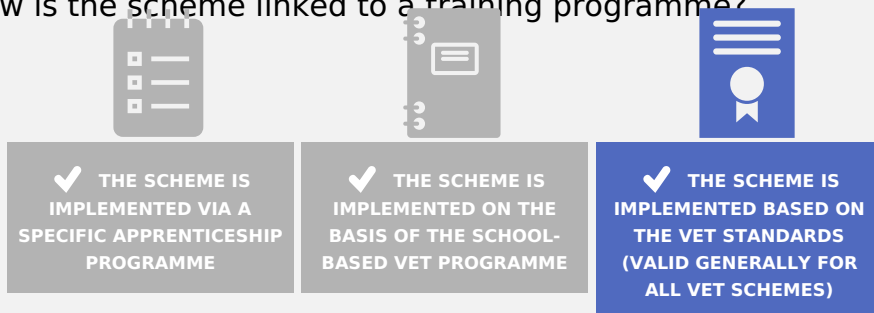 w is the scheme linked to a training programme?
THE SCHEME IS
IMPLEMENTED VIA A
SPECIFIC APPRENTICESHIP
PROGRAMME
THE SCHEME IS
IMPLEMENTED ON THE
BASIS OF THE SCHOOL-
BASED VET PROGRAMME
THE SCHEME IS
IMPLEMENTED BASED ON
THE VET STANDARDS
(VALID GENERALLY FOR
ALL VET SCHEMES)